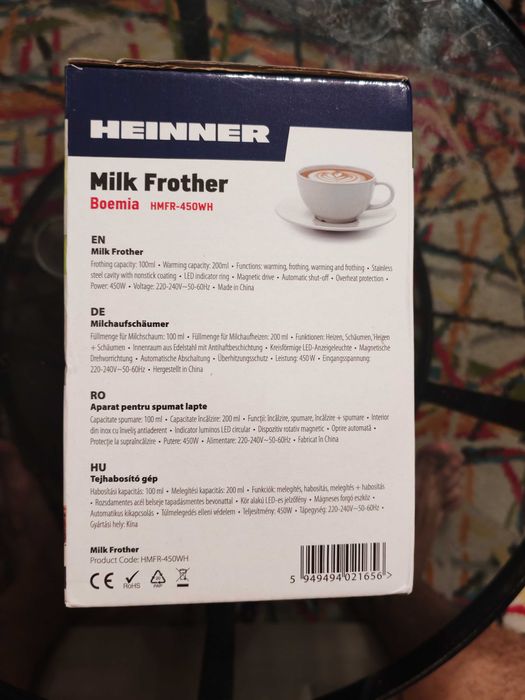 HEINNER
Milk Frother
Boemia HMFR-450WH
EN
Milk Frother
Frothing capacity: 100ml • Warming capacity: 200ml • Functions: warming, frothing, warming and frothing • Stainless
steel cavity with nonstick coating • LED indicator ring • Magnetic drive • Automatic shut-off • Overheat protection •
Power: 450W • Voltage: 220-240V~50-60Hz • Made in China
DE
Milchaufschäumer
Füllmenge für Milchschaum: 100 ml • Füllmenge für Milchaufheizen: 200 ml • Funktionen: Heizen, Schäumen, Heigen
+ Schäumen • Innenraum aus Edelstahl mit Antihaftbeschichtung • Kreisförmige LED-Anzeigeleuchte • Magnetische
Drehvorrichtung • Automatische Abschaltung • Überhitzungsschutz • Leistung: 450 W • Eingangsspannung:
220-240V~50-60Hz • Hergestellt in China
RO
Aparat pentru spumat lapte
Capacitate spumare: 100 ml • Capacitate încălzire: 200 ml • Funcții: încălzire, spumare, încălzire + spumare • Interior
din inox cu înveliș antiaderent • Indicator luminos LED circular • Dispozitiv rotativ magnetic • Oprire automată •
Protecție la supraîncălzire • Putere: 450W • Alimentare: 220-240V~50-60Hz • Fabricat în China
HU
Tejhabosító gép
Habosítási kapacitás: 100 ml • Melegítési kapacitás: 200 ml • Funkciók: melegítés, habosítás, melegítés + habosítás
• Rozsdamentes acél belseje tapadásmentes bevonattal • Kör alakú LED-es jelzőfény • Mágneses forgó eszköz •
Automatikus kikapcsolás • Túlmelegedés elleni védelem • Teljesítmény: 450W • Tápegység: 220-240V~50-60Hz •
Gyártási hely: Kína
Milk Frother
Product Code: HMFR-450WH
CE RoHS PAP
5 949494 021656 >